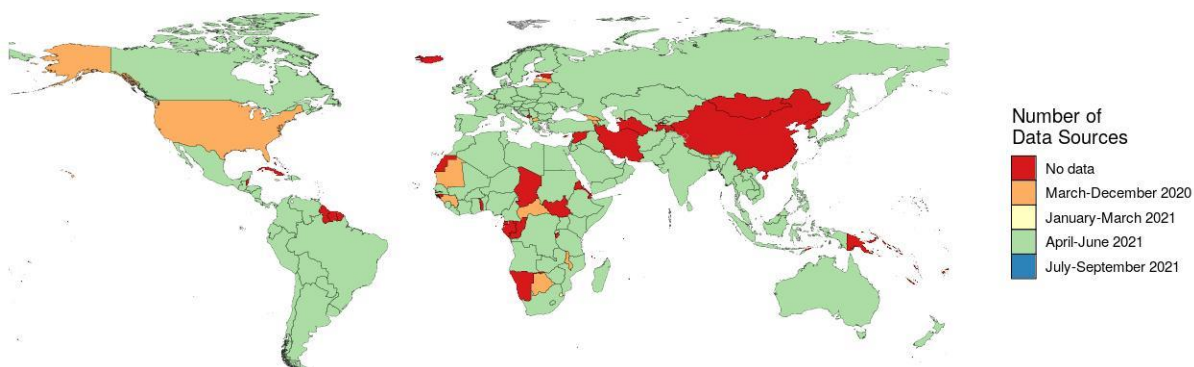 Number of
Data Sources
No data
March-December 2020
January-March 2021
April-June 2021
July-September 2021